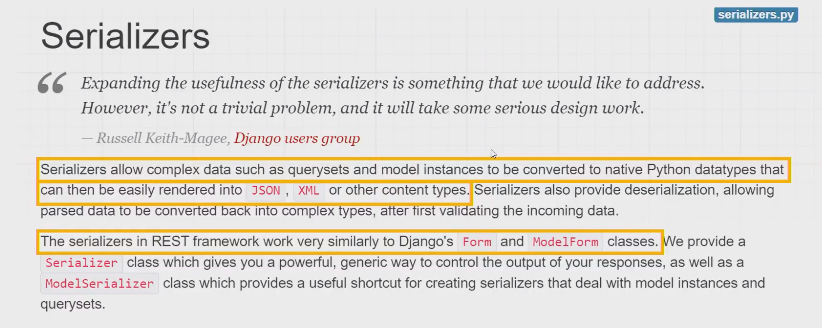 serializers.py
Serializers
“ Expanding the usefulness of the serializers is something that we would like to address.
However, it's not a trivial problem, and it will take some serious design work.
— Russell Keith-Magee, Django users group
Serializers allow complex data such as querysets and model instances to be converted to native Python datatypes that
can then be easily rendered into JSON , XML or other content types. Serializers also provide deserialization, allowing
parsed data to be converted back into complex types, after first validating the incoming data.
The serializers in REST framework work very similarly to Django's Form and ModelForm classes. We provide a
Serializer class which gives you a powerful, generic way to control the output of your responses, as well as a
ModelSerializer class which provides a useful shortcut for creating serializers that deal with model instances and
querysets.